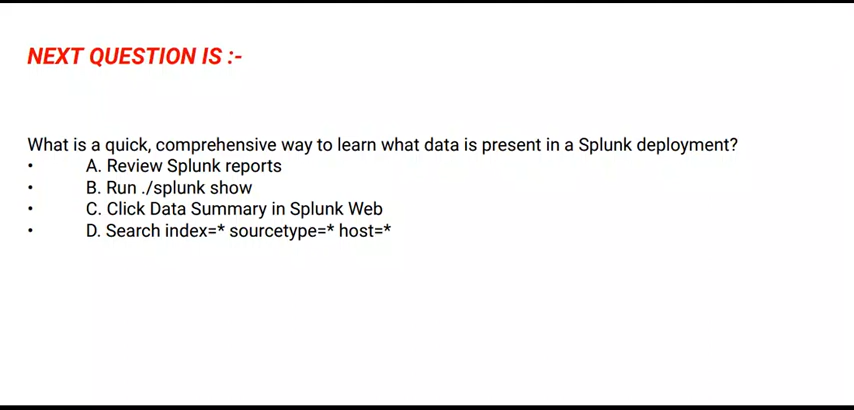 NEXT QUESTION IS :-
What is a quick, comprehensive way to learn what data is present in a Splunk deployment?
• A. Review Splunk reports
• B. Run ./splunk show
• C. Click Data Summary in Splunk Web
• D. Search index=* sourcetype=* host=*